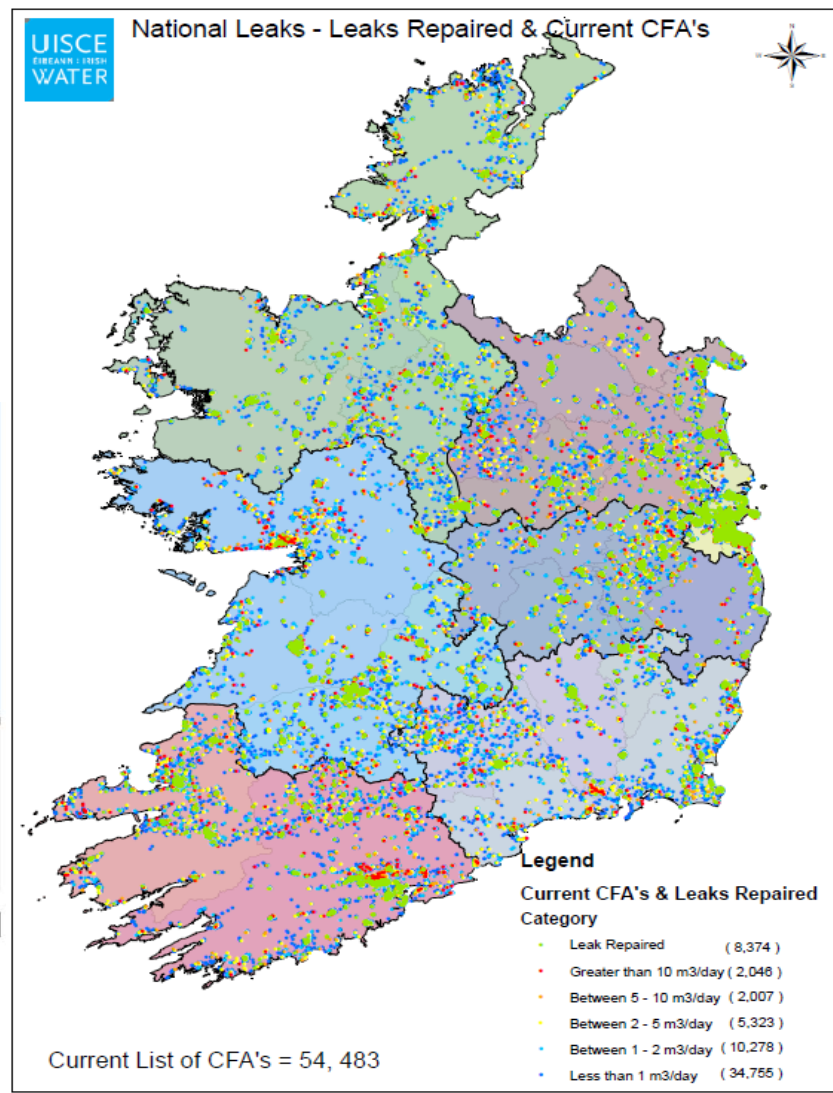 UISCE
ÉIREANN : IRISH
WATER
National Leaks - Leaks Repaired & Current CFA's
N
W
E
S
Legend
Current CFA's & Leaks Repaired
Category
Leak Repaired ( 8,374 )
Greater than 10 m3/day ( 2,046 )
Between 5 - 10 m3/day ( 2,007 )
Between 2 - 5 m3/day ( 5,323 )
Between 1 - 2 m3/day ( 10,278 )
Less than 1 m3/day ( 34,755 )
Current List of CFA's = 54, 483